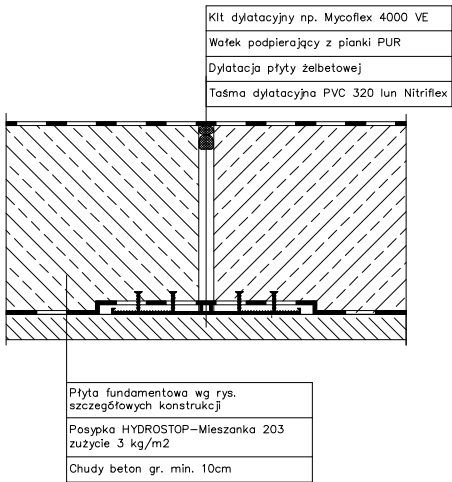 Kit dylatacyjny np. Mycoflex 4000 VE
Wałek podpierający z pianki PUR
Dylatacja płyty żelbetowej
Taśma dylatacyjna PVC 320 lun Nitriflex
Płyta fundamentowa wg rys.
szczegółowych konstrukcji
Posypka HYDROSTOP-Mieszanka 203
zużycie 3 kg/m2
Chudy beton gr. min. 10cm